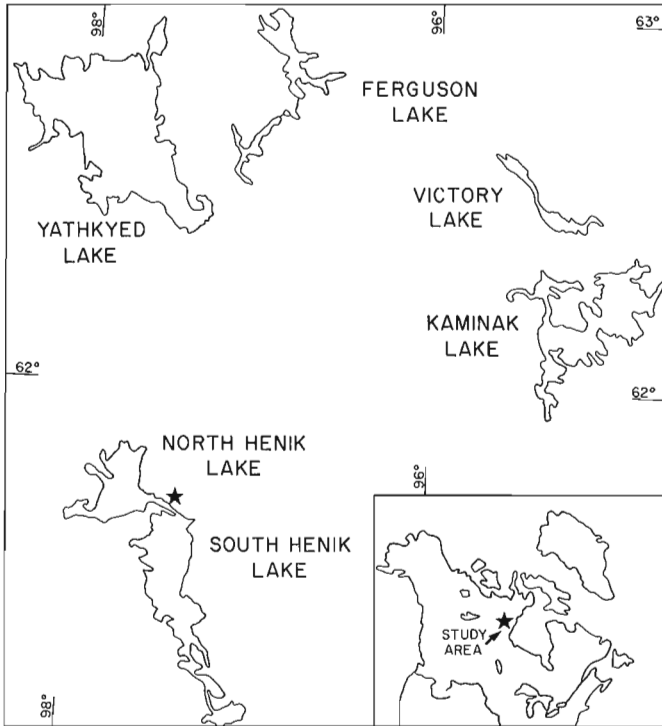 98°
96°
63°
FERGUSON
LAKE
VICTORY
LAKE
YATHKYED
LAKE
KAMINAK
LAKE
62°
62°
NORTH HENIK
LAKE
SOUTH HENIK
LAKE
96°
STUDY
AREA
98°